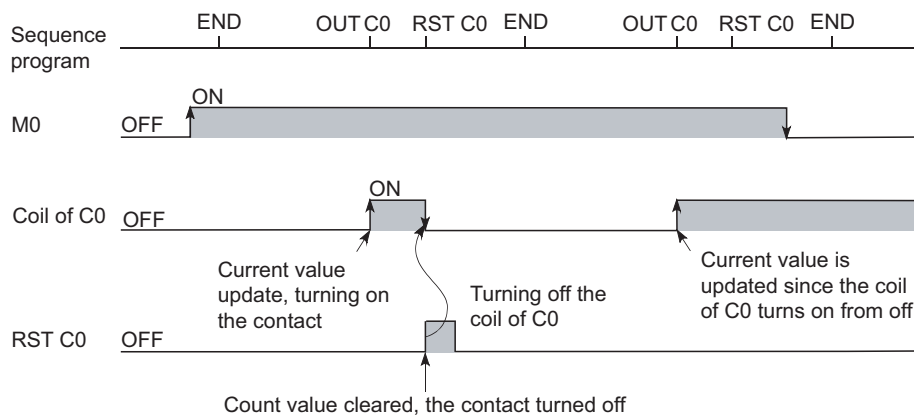 END OUT C0 RST C0 END OUT C0 RST C0 END
Sequence
program
ON
M0 OFF
ON
Coil of C0 OFF
Current value
update, turning on
the contact
Turning off the
coil of C0
Current value is
updated since the coil
of C0 turns on from off
RST C0 OFF
Count value cleared, the contact turned off